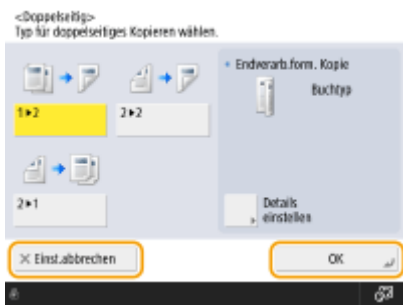 <Doppelseitig>
Typ für doppelseitiges Kopieren wählen.
Endverarb.form. Kopie
Buchtyp
1▶2
2▶2
2▶1
Details
einstellen
× Einst.abbrechen
OK